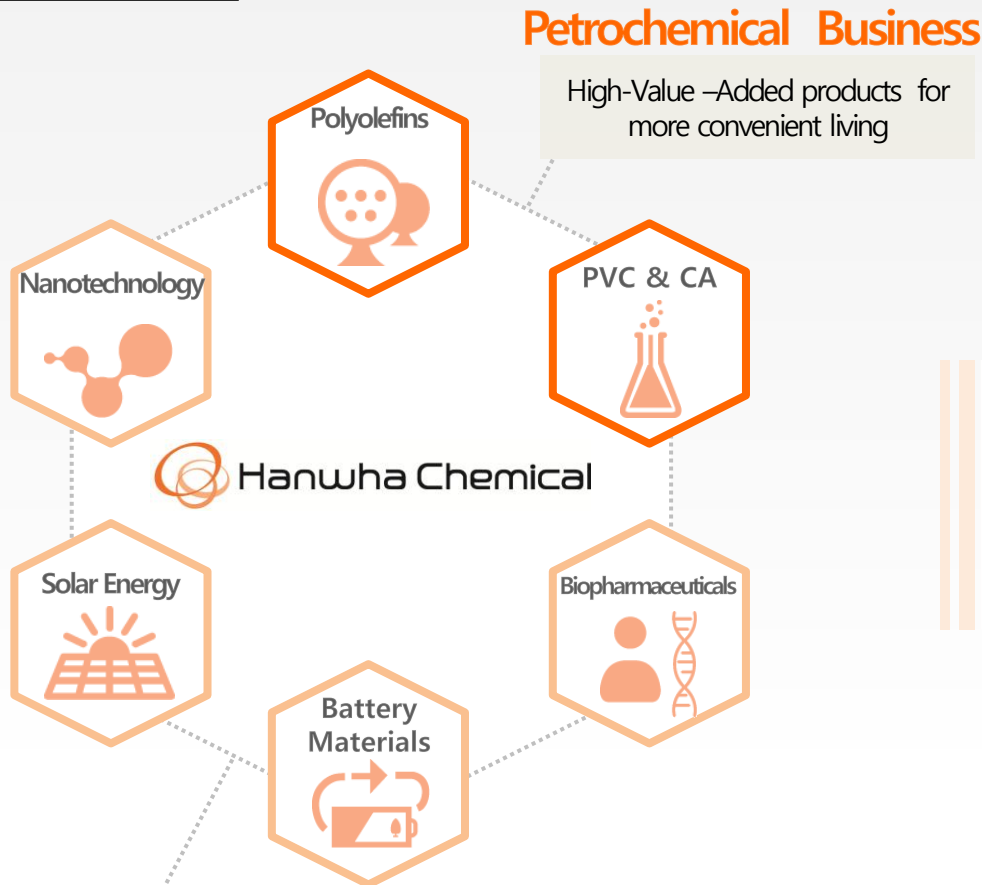 Petrochemical Business
High-Value –Added products for
more convenient living
Polyolefins
Nanotechnology
PVC & CA
Hanwha Chemical
Solar Energy
Biopharmaceuticals
Battery
Materials